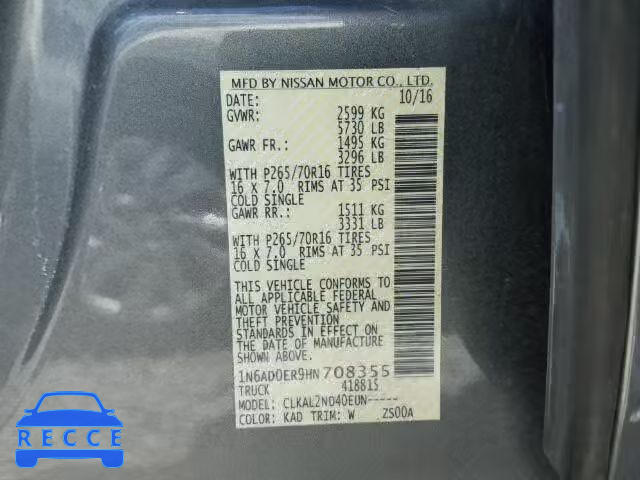 MFD BY NISSAN MOTOR CO., LTD.
DATE: 10/16
GVWR: 2599 KG
5730 LB
GAWR FR.: 1495 KG
3296 LB
WITH P265/70R16 TIRES
16 X 7.0 RIMS AT 35 PSI
COLD SINGLE
GAWR RR.: 1511 KG
3331 LB
WITH P265/70R16 TIRES
16 X 7.0 RIMS AT 35 PSI
COLD SINGLE
THIS VEHICLE CONFORMS TO
ALL APPLICABLE FEDERAL
MOTOR VEHICLE SAFETY AND
THEFT PREVENTION
STANDARDS IN EFFECT ON
THE DATE OF MANUFACTURE
SHOWN ABOVE.
1N6AD0ER9HN 708355
TRUCK 41881S
MODEL: CLKAL2NO40EUN-----
COLOR: KAD TRIM: W ZS00A